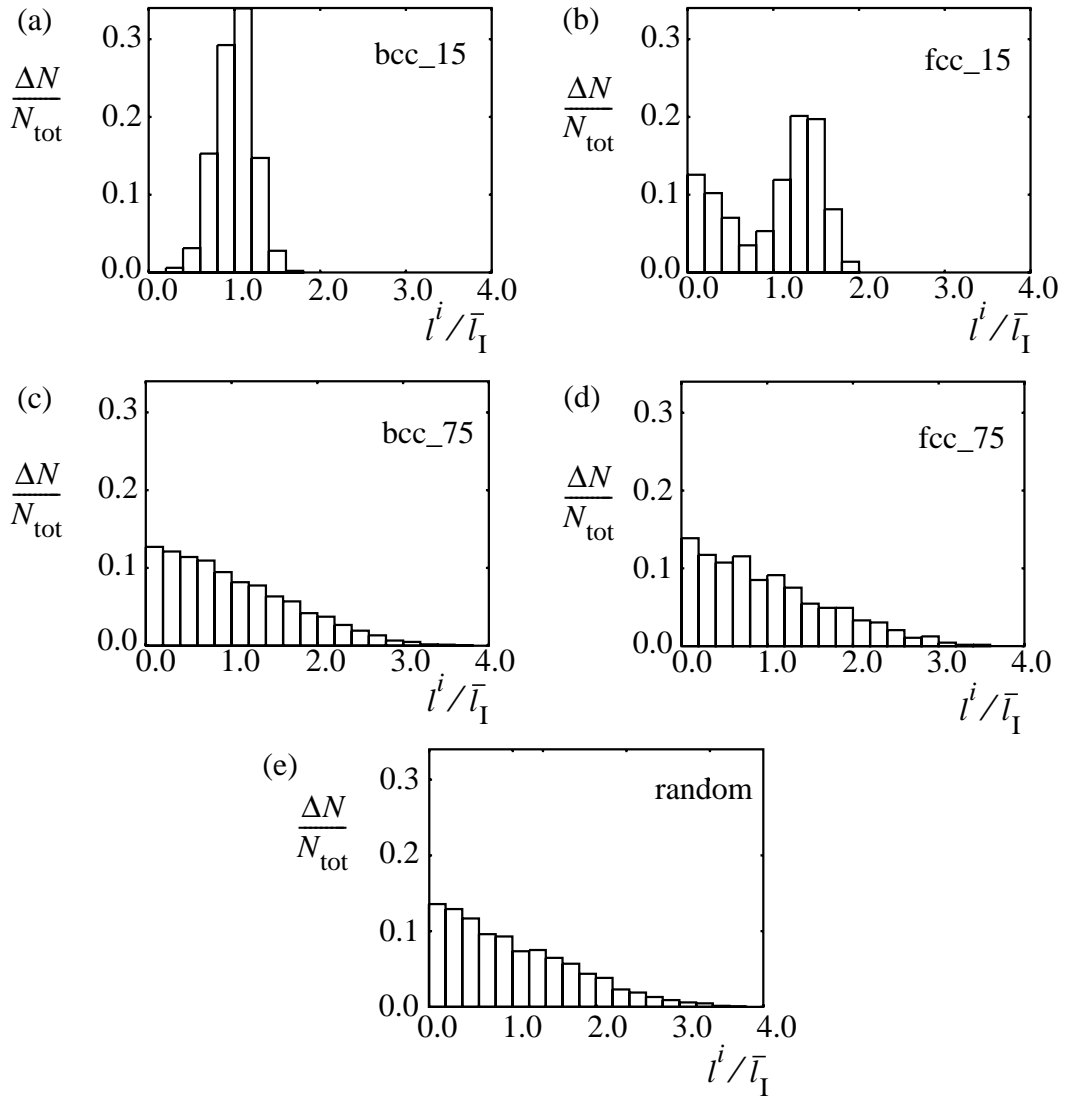 (a)
bcc_15
ΔN
N_tot
0.3
0.2
0.1
0.0
0.0 1.0 2.0 3.0 4.0
l^i / l̄_I
(b)
fcc_15
ΔN
N_tot
0.3
0.2
0.1
0.0
0.0 1.0 2.0 3.0 4.0
l^i / l̄_I
(c)
bcc_75
ΔN
N_tot
0.3
0.2
0.1
0.0
0.0 1.0 2.0 3.0 4.0
l^i / l̄_I
(d)
fcc_75
ΔN
N_tot
0.3
0.2
0.1
0.0
0.0 1.0 2.0 3.0 4.0
l^i / l̄_I
(e)
random
ΔN
N_tot
0.3
0.2
0.1
0.0
0.0 1.0 2.0 3.0 4.0
l^i / l̄_I